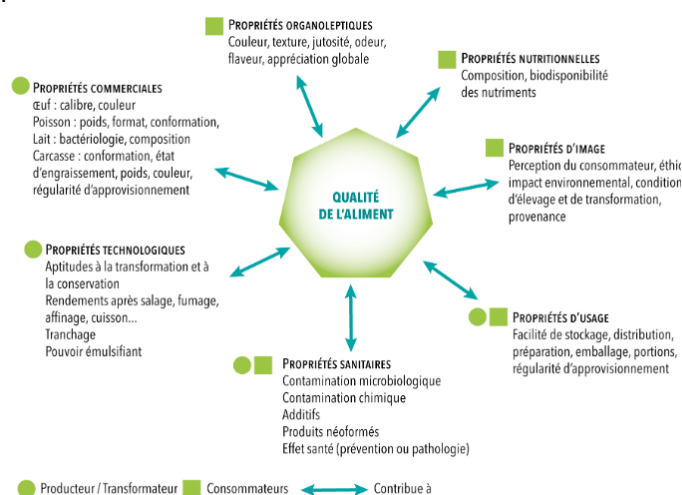 PROPRIÉTÉS ORGANOLEPTIQUES
Couleur, texture, jutosité, odeur,
flaveur, appréciation globale
PROPRIÉTÉS NUTRITIONNELLES
Composition, biodisponibilité
des nutriments
PROPRIÉTÉS COMMERCIALES
Œuf : calibre, couleur
Poisson : poids, format, conformation,
Lait : bactériologie, composition
Carcasse : conformation, état
d'engraissement, poids, couleur,
régularité d'approvisionnement
PROPRIÉTÉS D'IMAGE
Perception du consommateur, éthic
impact environnemental, condition
d'élevage et de transformation,
provenance
QUALITÉ
DE L'ALIMENT
PROPRIÉTÉS TECHNOLOGIQUES
Aptitudes à la transformation et à
la conservation
Rendements après salage, fumage,
affinage, cuisson...
Tranchage
Pouvoir émulsifiant
PROPRIÉTÉS D'USAGE
Facilité de stockage, distribution,
préparation, emballage, portions,
régularité d'approvisionnement
PROPRIÉTÉS SANITAIRES
Contamination microbiologique
Contamination chimique
Additifs
Produits néoformés
Effet santé (prévention ou pathologie)
Producteur / Transformateur
Consommateurs
Contribue à